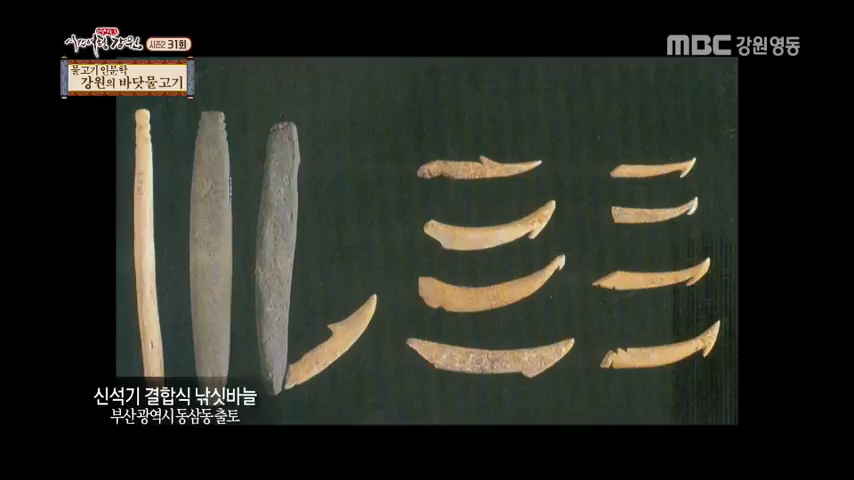 시즌2 31회
MBC 강원영동
물고기 인문학
강원의 바닷물고기
신석기 결합식 낚싯바늘
부산광역시 동삼동 출토